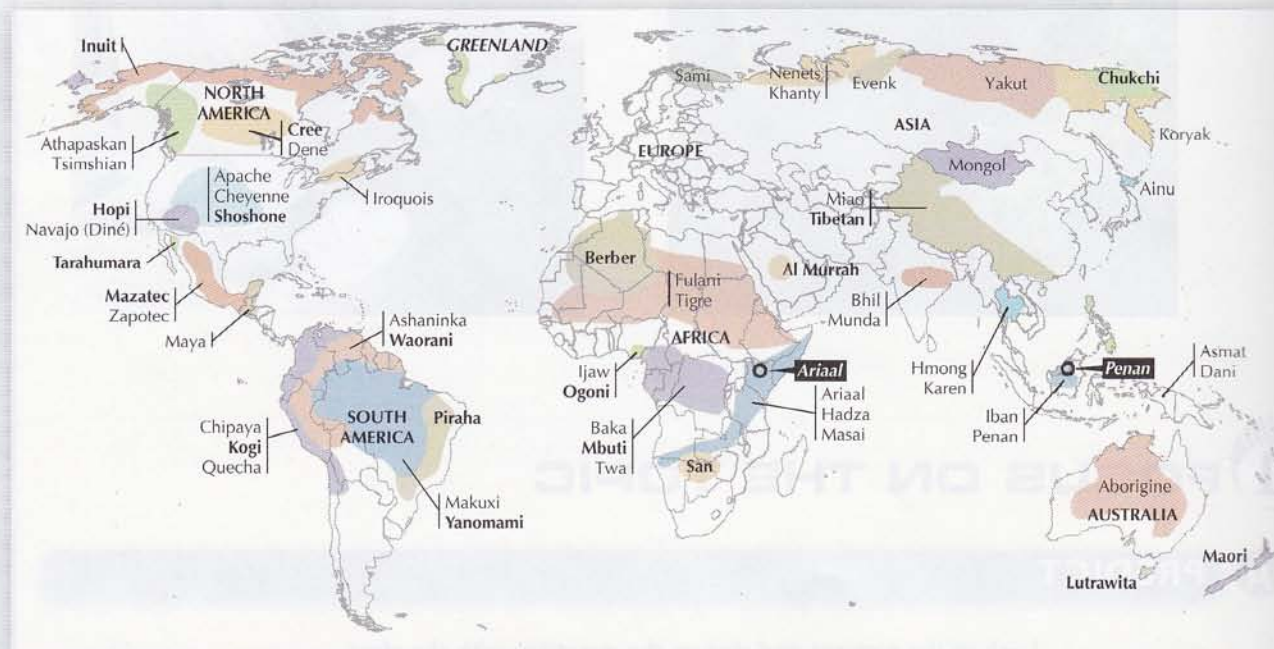 Inuit
GREENLAND
NORTH
AMERICA
Athapaskan
Tsimshian
Cree
Dene
Apache
Cheyenne
Shoshone
Iroquois
Hopi
Navajo (Diné)
Tarahumara
Mazatec
Zapotec
Maya
Ashaninka
Waorani
Chipaya
Kogi
Quecha
SOUTH
AMERICA
Piraha
Makuxi
Yanomami
Sami
Nenets
Khanty
Evenk
Yakut
Chukchi
Koryak
ASIA
EUROPE
Mongol
Ainu
Miao
Tibetan
Berber
Fulani
Tigre
Al Murrah
Bhil
Munda
AFRICA
Ijaw
Ogoni
Ariaal
Baka
Mbuti
Twa
Ariaal
Hadza
Masai
San
Hmong
Karen
Penan
Iban
Penan
Asmat
Dani
Aborigine
AUSTRALIA
Lutrawita
Maori